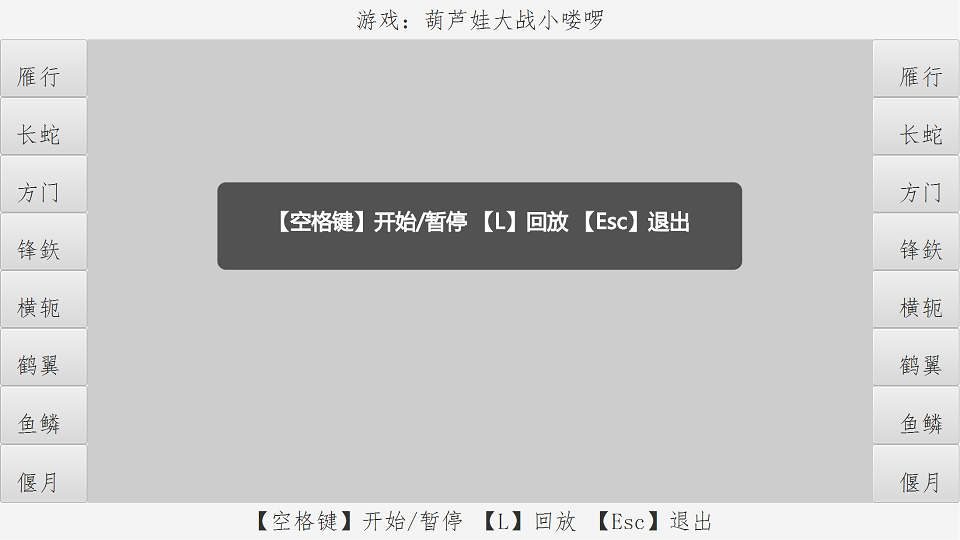 游戏：葫芦娃大战小喽啰
雁行
长蛇
方门
锋鉃
横轭
鹤翼
鱼鳞
偃月
【空格键】开始/暂停 【L】回放 【Esc】退出
雁行
长蛇
方门
锋鉃
横轭
鹤翼
鱼鳞
偃月
【空格键】开始/暂停 【L】回放 【Esc】退出